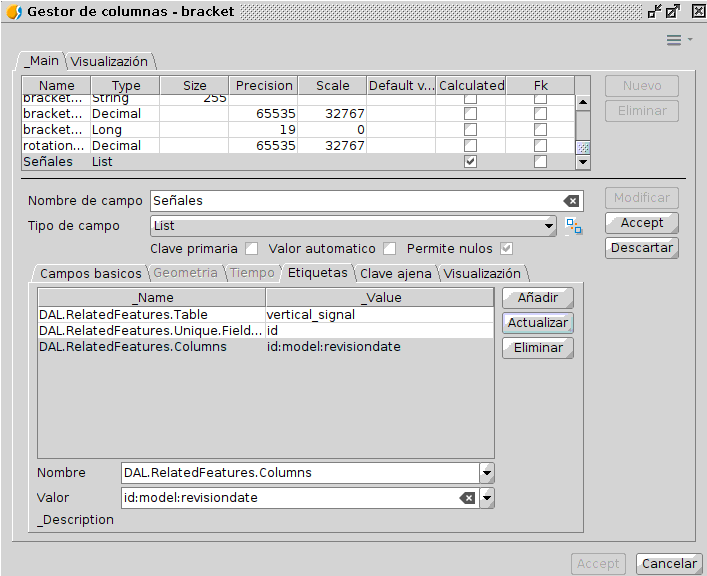 Gestor de columnas - bracket
_Main Visualización
Name Type Size Precision Scale Default v... Calculated Fk
bracket... String 255
bracket... Decimal 65535 32767
bracket... Long 19 0
rotation... Decimal 65535 32767
Señales List
Nuevo
Eliminar
Nombre de campo Señales
Modificar
Tipo de campo List
Accept
Clave primaria Valor automatico Permite nulos
Descartar
Campos basicos Geometria Tiempo Etiquetas Clave ajena Visualización
_Name _Value
DAL.RelatedFeatures.Table vertical_signal
DAL.RelatedFeatures.Unique.Field... id
DAL.RelatedFeatures.Columns id:model:revisiondate
Añadir
Actualizar
Eliminar
Nombre DAL.RelatedFeatures.Columns
Valor id:model:revisiondate
_Description
Accept Cancelar